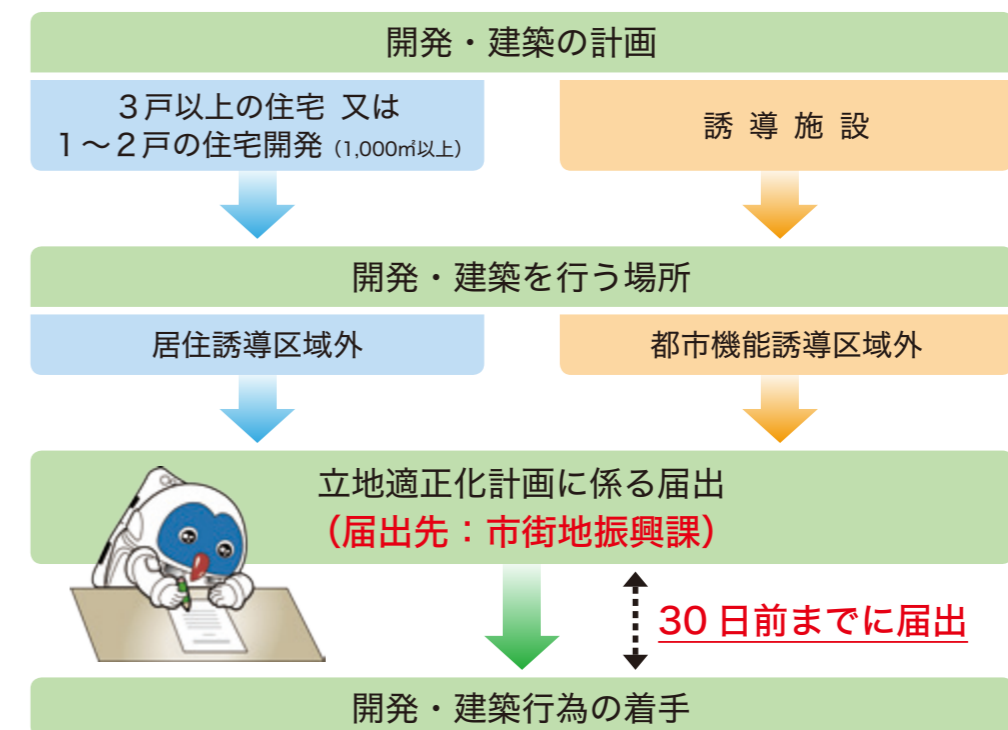 開発・建築の計画
３戸以上の住宅 又は
１～２戸の住宅開発（1,000㎡以上）
誘導施設
開発・建築を行う場所
居住誘導区域外
都市機能誘導区域外
立地適正化計画に係る届出
（届出先：市街地振興課）
30 日前までに届出
開発・建築行為の着手